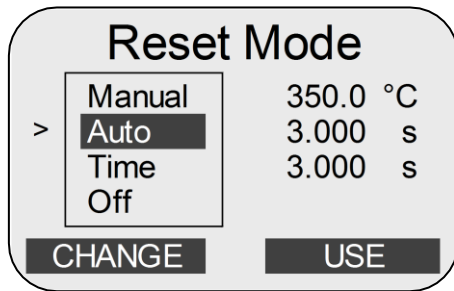 Reset Mode
Manual 350.0 °C
> Auto 3.000 s
Time 3.000 s
Off
CHANGE USE